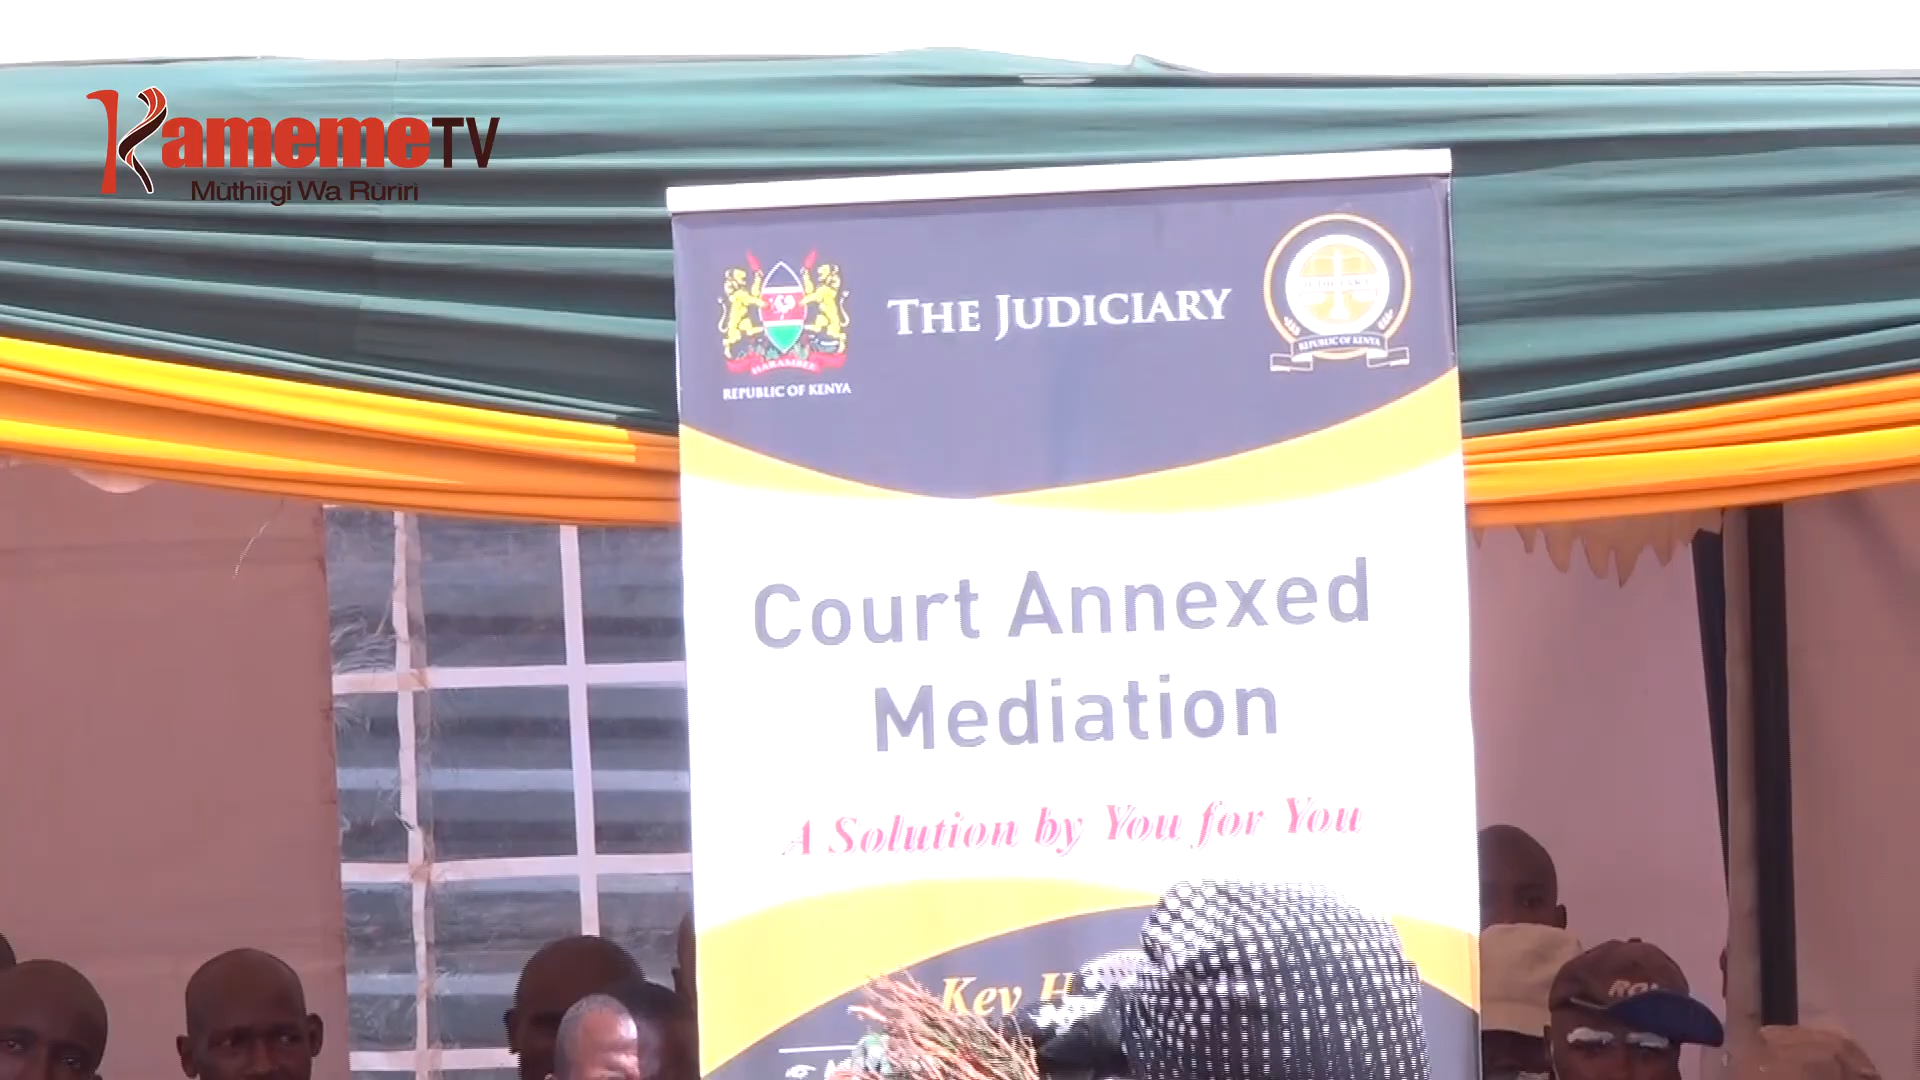 KamemeTV
Mũthiĩgi Wa Rũrĩrĩ
THE JUDICIARY
HARAMBEE
REPUBLIC OF KENYA
REPUBLIC OF KENYA
Court Annexed
Mediation
A Solution by You for You
Key H